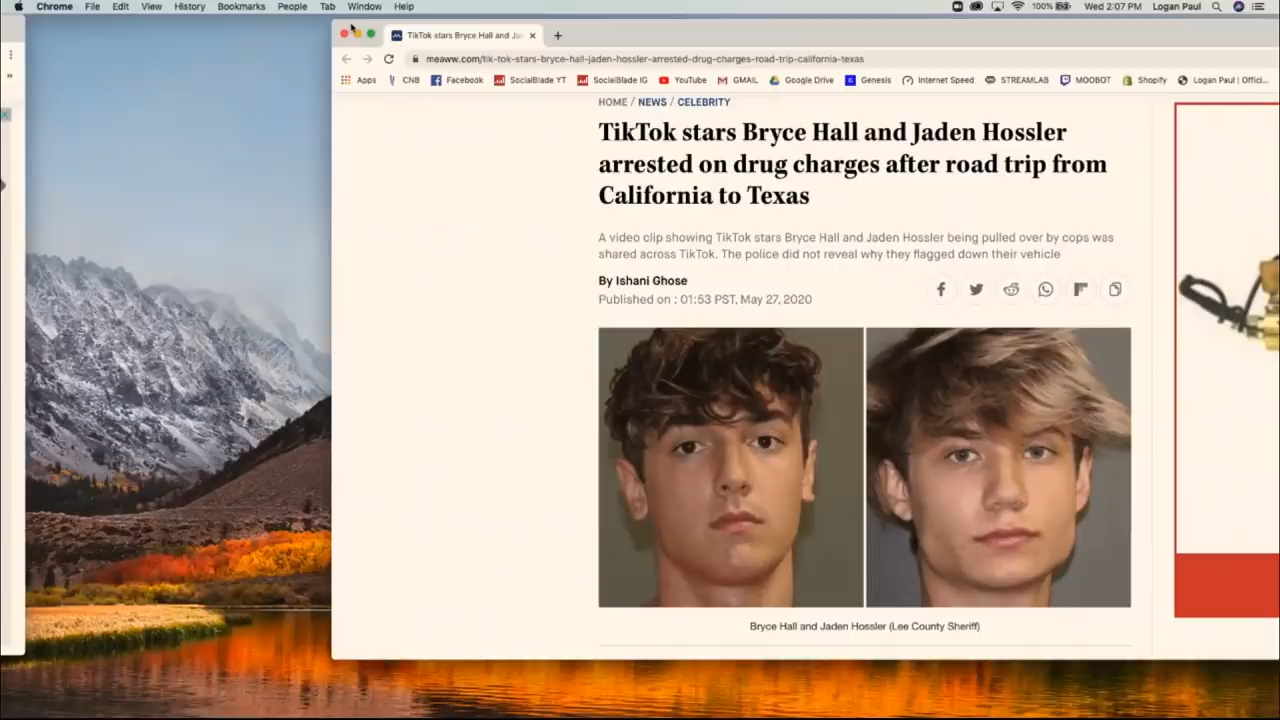 Chrome File Edit View History Bookmarks People Tab Window Help 100% Wed 2:07 PM Logan Paul
TikTok stars Bryce Hall and Ja
meaww.com/tik-tok-stars-bryce-hall-jaden-hossler-arrested-drug-charges-road-trip-california-texas
Apps CNB Facebook SocialBlade YT SocialBlade IG YouTube GMAIL Google Drive Genesis Internet Speed STREAMLAB MOOBOT Shopify Logan Paul | Offici...
HOME / NEWS / CELEBRITY
TikTok stars Bryce Hall and Jaden Hossler
arrested on drug charges after road trip from
California to Texas
A video clip showing TikTok stars Bryce Hall and Jaden Hossler being pulled over by cops was
shared across TikTok. The police did not reveal why they flagged down their vehicle
By Ishani Ghose
Published on : 01:53 PST, May 27, 2020
Bryce Hall and Jaden Hossler (Lee County Sheriff)